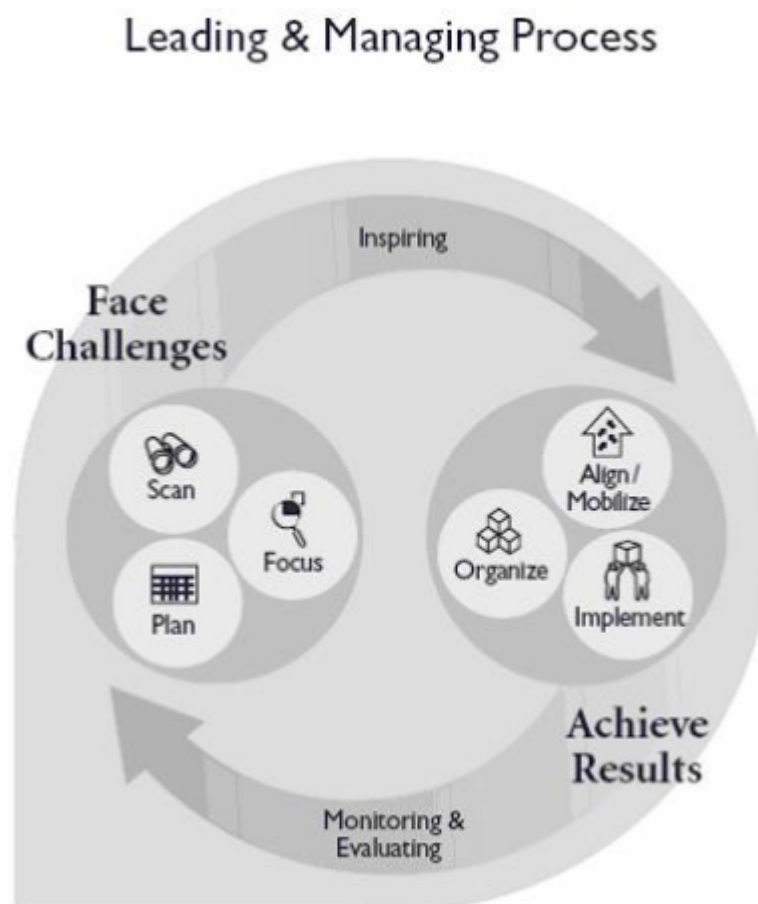 Leading & Managing Process
Inspiring
Face
Challenges
Scan
Focus
Plan
Align/
Mobilize
Organize
Implement
Achieve
Results
Monitoring &
Evaluating